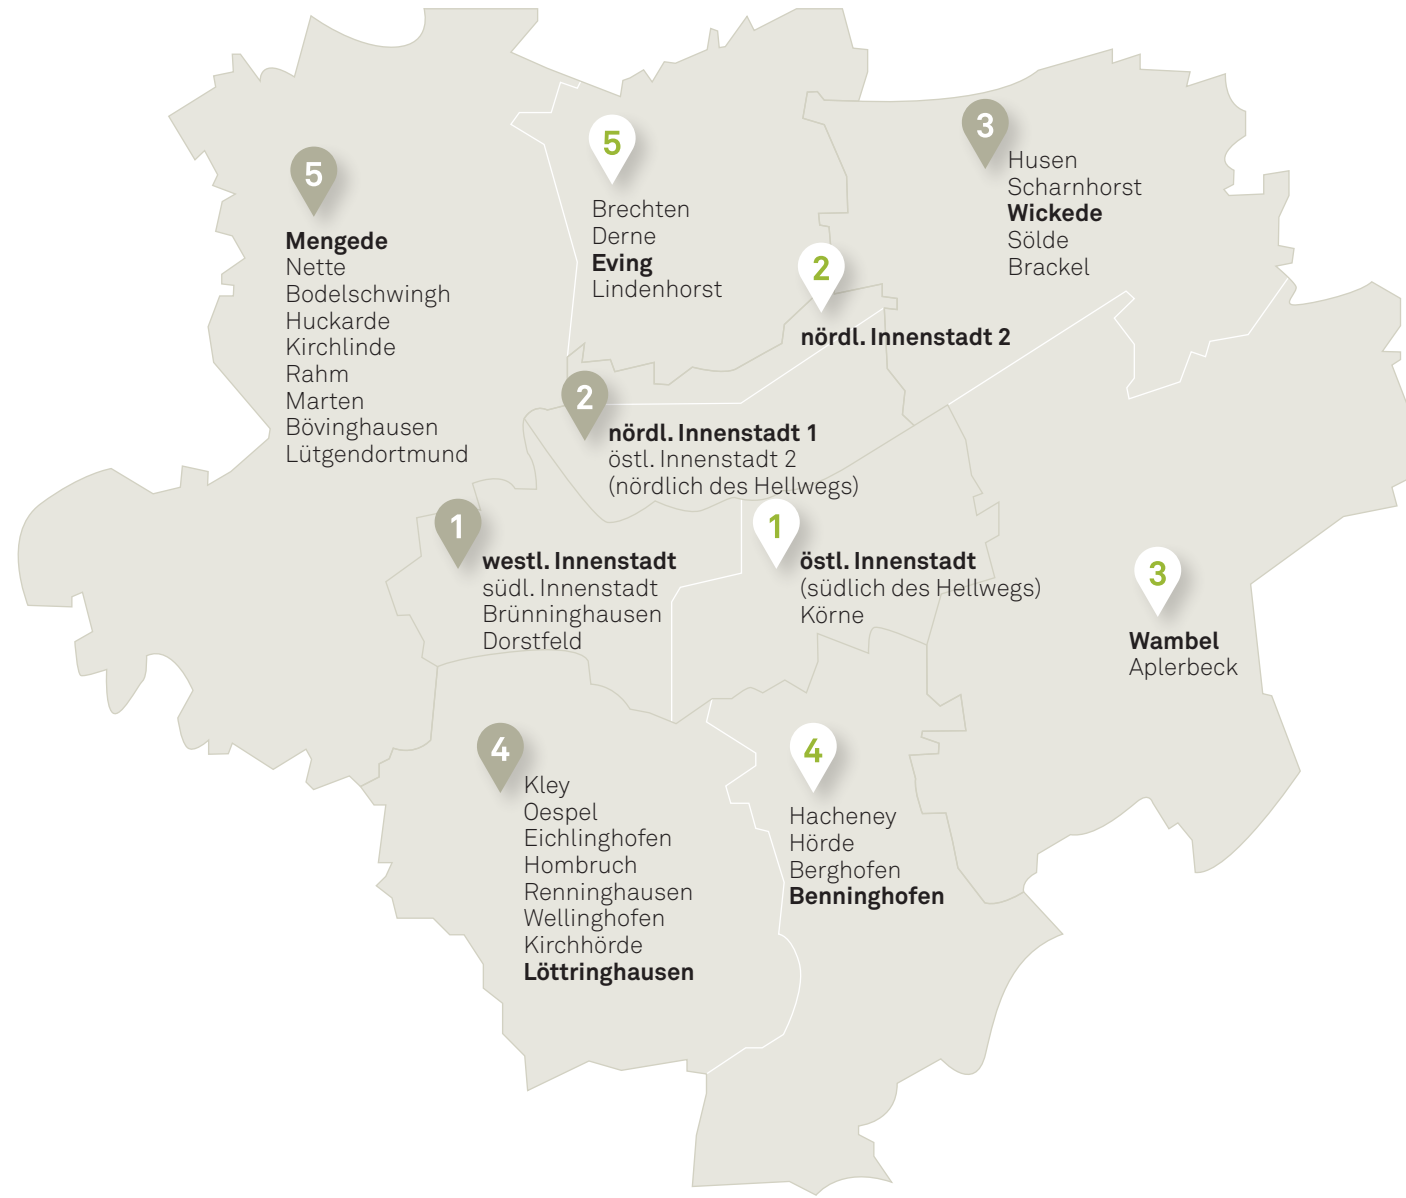 5
Mengede
Nette
Bodelschwingh
Huckarde
Kirchlinde
Rahm
Marten
Bövinghausen
Lütgendortmund
5
Brechten
Derne
Eving
Lindenhorst
3
Husen
Scharnhorst
Wickede
Sölde
Brackel
2
nördl. Innenstadt 2
2
nördl. Innenstadt 1
östl. Innenstadt 2
(nördlich des Hellwegs)
1
westl. Innenstadt
südl. Innenstadt
Brünninghausen
Dorstfeld
1
östl. Innenstadt
(südlich des Hellwegs)
Körne
3
Wambel
Aplerbeck
4
Kley
Oespel
Eichlinghofen
Hombruch
Renninghausen
Wellinghofen
Kirchhörde
Löttringhausen
4
Hacheney
Hörde
Berghofen
Benninghofen